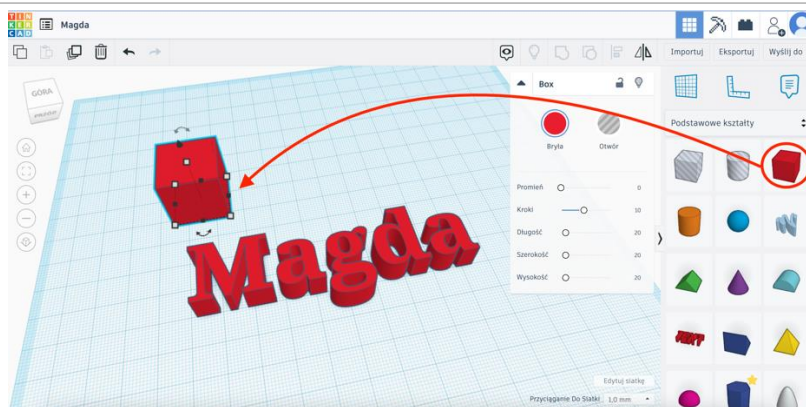 TIN
KER
CAD
Magda
Importuj Eksportuj Wyślij do
GÓRA
PRZÓD
Box
Bryła Otwór
Promień 0
Kroki 10
Długość 20
Szerokość 20
Wysokość 20
Podstawowe kształty
Magda
Edytuj siatkę
Przyciąganie Do Siatki 1,0 mm